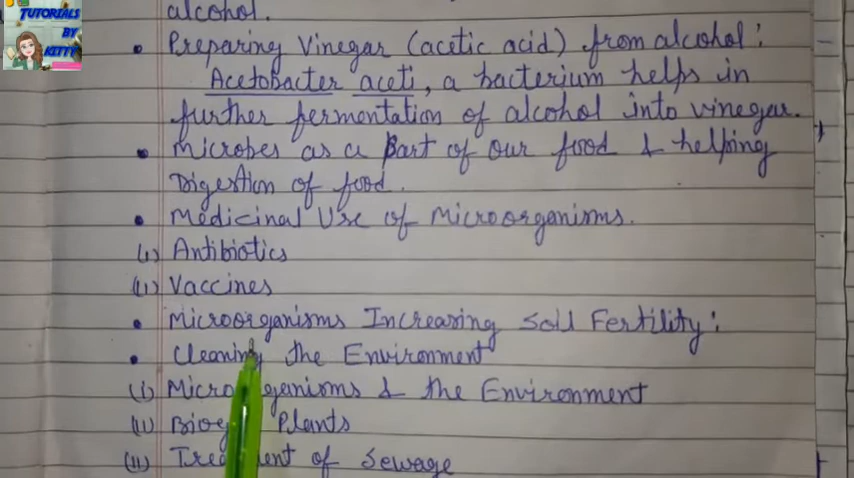 TUTORIALS
BY
KITTY
alcohol.
• Preparing Vinegar (acetic acid) from alcohol:
Acetobacter aceti, a bacterium helps in
further fermentation of alcohol into vinegar.
• Microbes as a Part of our food & helping
Digestion of food.
• Medicinal Use of Microorganisms.
(i) Antibiotics
(ii) Vaccines
• Microorganisms Increasing Soil Fertility:
• Cleaning the Environment
(i) Microorganisms & the Environment
(ii) Plants
(iii) of Sewage